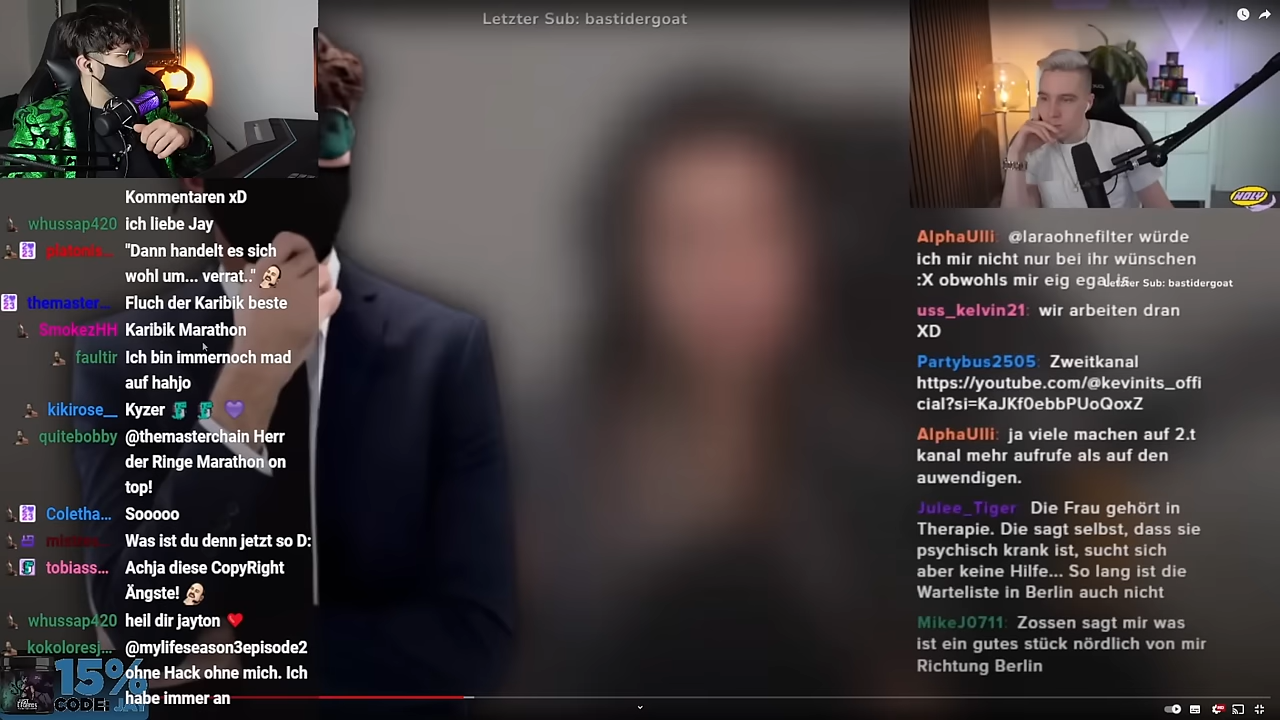 Letzter Sub: bastidergoat
Kommentaren xD
whussap420 ich liebe Jay
"Dann handelt es sich
wohl um... verrat.."
themaster... Fluch der Karibik beste
SmokezHH Karibik Marathon
faultir Ich bin immernoch mad
auf hahjo
kikirose__ Kyzer
quitebobby @themasterchain Herr
der Ringe Marathon on
top!
Coletha... Sooooo
Was ist du denn jetzt so D:
tobiass... Achja diese CopyRight
Ängste!
whussap420 heil dir jayton
kokoloresj... @mylifeseason3episode2
ohne Hack ohne mich. Ich
habe immer an
15%
CODE: JAY
HOLY
AlphaUlli: @laraohnefilter würde
ich mir nicht nur bei ihr wünschen
:X obwohls mir eig egal is
Letzter Sub: bastidergoat
uss_kelvin21: wir arbeiten dran
XD
Partybus2505: Zweitkanal
https://youtube.com/@kevinits_offi
cial?si=KaJKf0ebbPUoQoxZ
AlphaUlli: ja viele machen auf 2.t
kanal mehr aufrufe als auf den
auwendigen.
Julee_Tiger: Die Frau gehört in
Therapie. Die sagt selbst, dass sie
psychisch krank ist, sucht sich
aber keine Hilfe... So lang ist die
Warteliste in Berlin auch nicht
MikeJ0711: Zossen sagt mir was
ist ein gutes stück nördlich von mir
Richtung Berlin